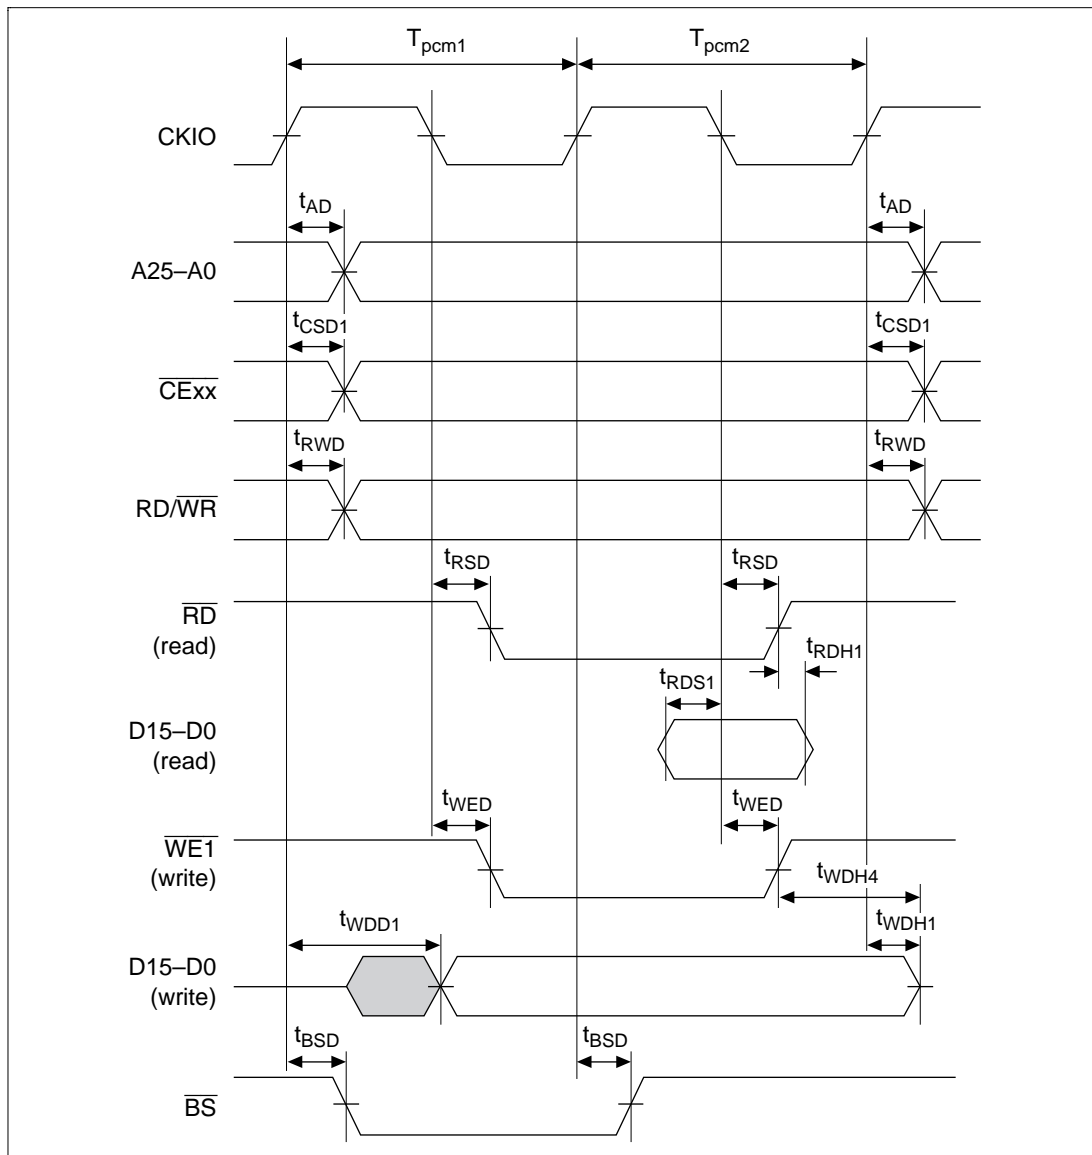 Tpcm1 Tpcm2
CKIO
tAD tAD
A25–A0
tCSD1 tCSD1
CExx
tRWD tRWD
RD/WR
tRSD tRSD
RD
(read)
tRDH1
tRDS1
D15–D0
(read)
tWED tWED
WE1
(write)
tWDH4
tWDD1 tWDH1
D15–D0
(write)
tBSD tBSD
BS